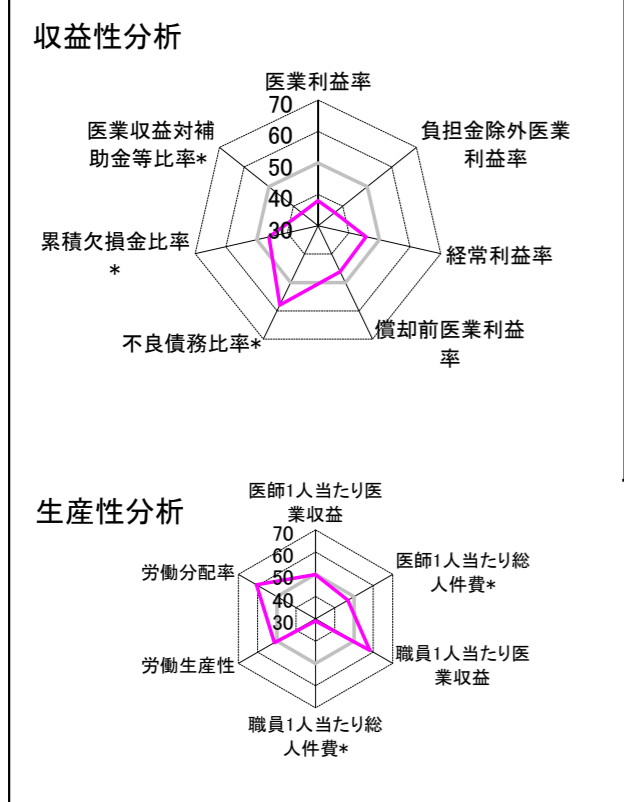 収益性分析
医業利益率
70
60
50
40
30
負担金除外医業
利益率
経常利益率
償却前医業利益
率
不良債務比率*
累積欠損金比率
*
医業収益対補
助金等比率*
生産性分析
医師1人当たり医
業収益
70
60
50
40
30
医師1人当たり総
人件費*
職員1人当たり医
業収益
職員1人当たり総
人件費*
労働生産性
労働分配率